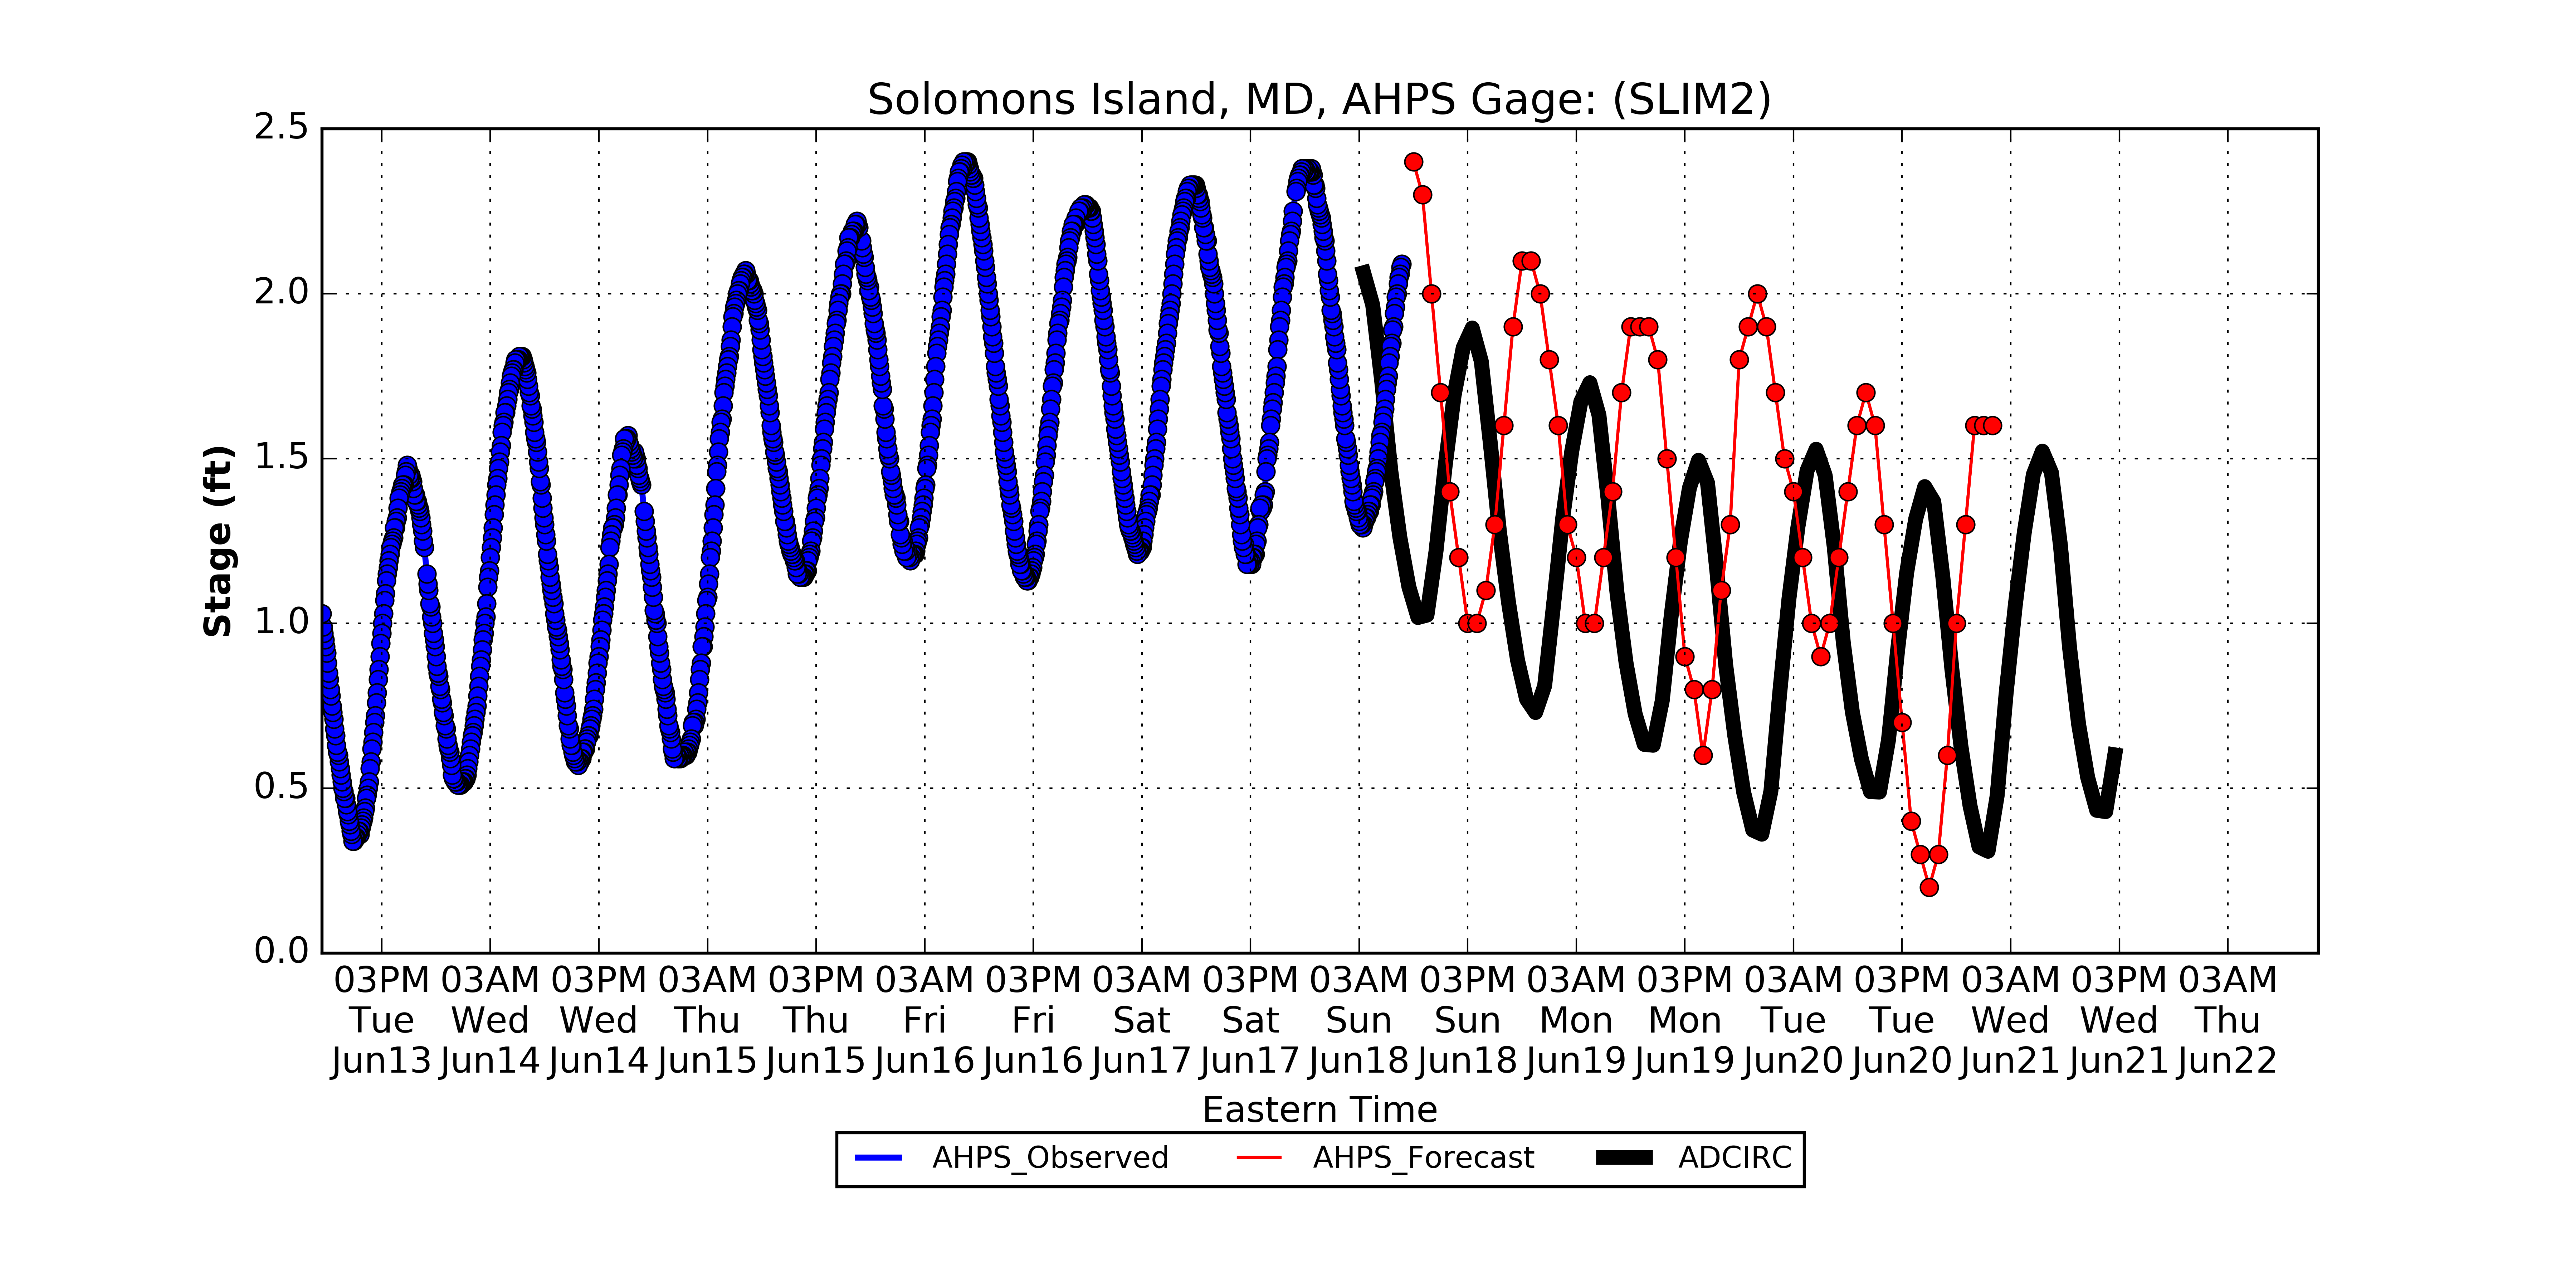 Solomons Island, MD, AHPS Gage: (SLIM2)
2.5
2.0
1.5
1.0
0.5
0.0
Stage (ft)
03PM 03AM 03PM 03AM 03PM 03AM 03PM 03AM 03PM 03AM 03PM 03AM 03PM 03AM 03PM 03AM 03PM 03AM
Tue Wed Wed Thu Thu Fri Fri Sat Sat Sun Sun Mon Mon Tue Tue Wed Wed Thu
Jun13 Jun14 Jun14 Jun15 Jun15 Jun16 Jun16 Jun17 Jun17 Jun18 Jun18 Jun19 Jun19 Jun20 Jun20 Jun21 Jun21 Jun22
Eastern Time
AHPS_Observed AHPS_Forecast ADCIRC